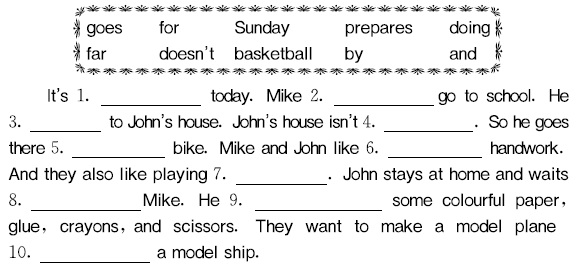 goes for Sunday prepares doing
far doesn't basketball by and
It's 1. __________ today. Mike 2. __________ go to school. He
3. ________ to John's house. John's house isn't 4. __________. So he goes
there 5. __________ bike. Mike and John like 6. __________ handwork.
And they also like playing 7. __________. John stays at home and waits
8. ____________ Mike. He 9. ______________ some colourful paper,
glue, crayons, and scissors. They want to make a model plane
10. ____________ a model ship.